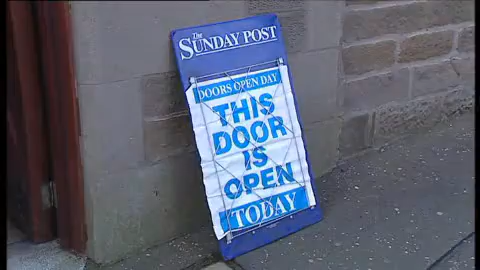 The
SUNDAY POST
DOORS OPEN DAY
THIS
DOOR
IS
OPEN
TODAY